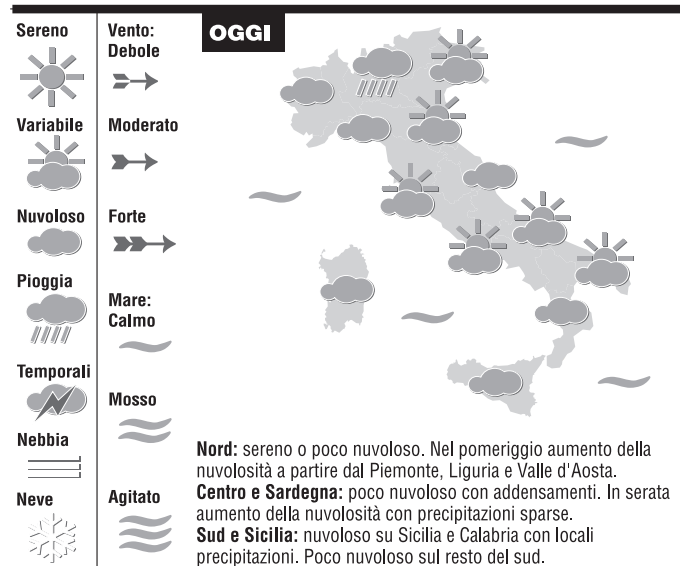 Sereno
Variabile
Nuvoloso
Pioggia
Temporali
Nebbia
Neve
Vento:
Debole
Moderato
Forte
Mare:
Calmo
Mosso
Agitato
OGGI
Nord: sereno o poco nuvoloso. Nel pomeriggio aumento della
nuvolosità a partire dal Piemonte, Liguria e Valle d'Aosta.
Centro e Sardegna: poco nuvoloso con addensamenti. In serata
aumento della nuvolosità con precipitazioni sparse.
Sud e Sicilia: nuvoloso su Sicilia e Calabria con locali
precipitazioni. Poco nuvoloso sul resto del sud.